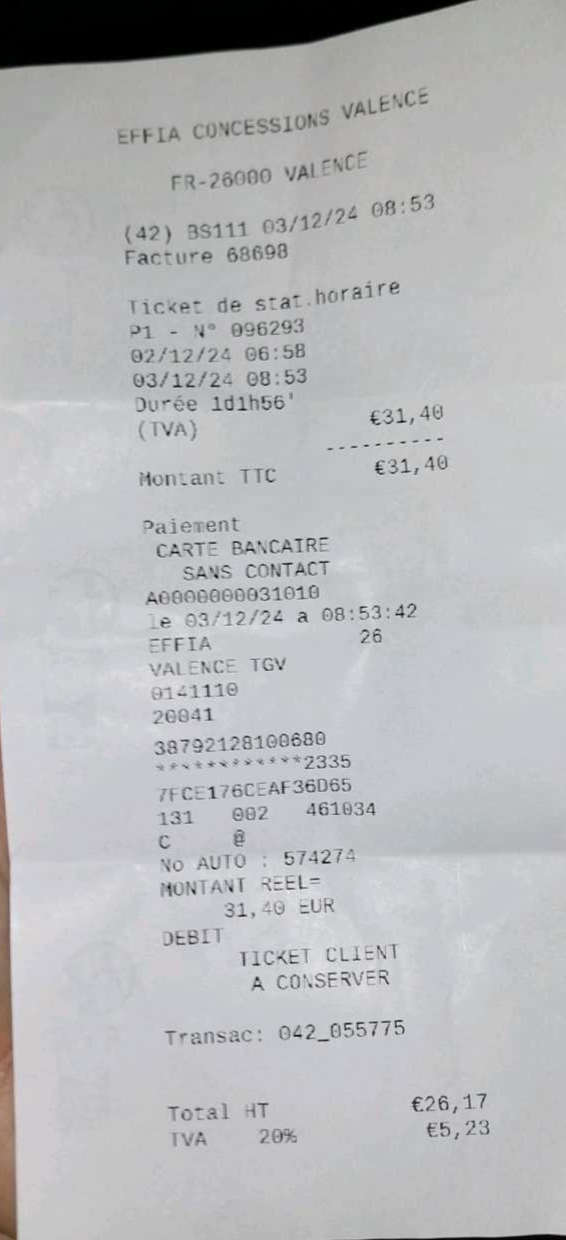 EFFIA CONCESSIONS VALENCE
FR-26000 VALENCE
(42) BS111 03/12/24 08:53
Facture 68698
Ticket de stat.horaire
P1 - N° 096293
02/12/24 06:58
03/12/24 08:53
Durée 1d1h56'
(TVA) €31,40
----------
Montant TTC €31,40
Paiement
CARTE BANCAIRE
SANS CONTACT
A0000000031010
le 03/12/24 a 08:53:42
EFFIA 26
VALENCE TGV
0141110
20041
38792128100680
************2335
7FCE176CEAF36D65
131 002 461034
C @
No AUTO : 574274
MONTANT REEL=
31,40 EUR
DEBIT
TICKET CLIENT
A CONSERVER
Transac: 042_055775
Total HT €26,17
TVA 20% €5,23